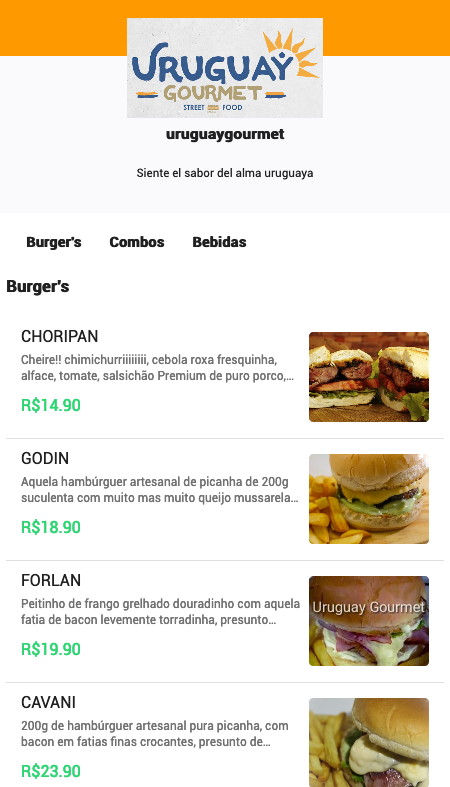 URUGUAY
GOURMET
STREET FOOD
uruguaygourmet
Siente el sabor del alma uruguaya
Burger's Combos Bebidas
Burger's
CHORIPAN
Cheire!! chimichurriiiiiiii, cebola roxa fresquinha,
alface, tomate, salsichão Premium de puro porco,...
R$14.90
GODIN
Aquela hambúrguer artesanal de picanha de 200g
suculenta com muito mas muito queijo mussarela...
R$18.90
FORLAN
Peitinho de frango grelhado douradinho com aquela
fatia de bacon levemente torradinha, presunto...
R$19.90
Uruguay Gourmet
CAVANI
200g de hambúrguer artesanal pura picanha, com
bacon em fatias finas crocantes, presunto de...
R$23.90